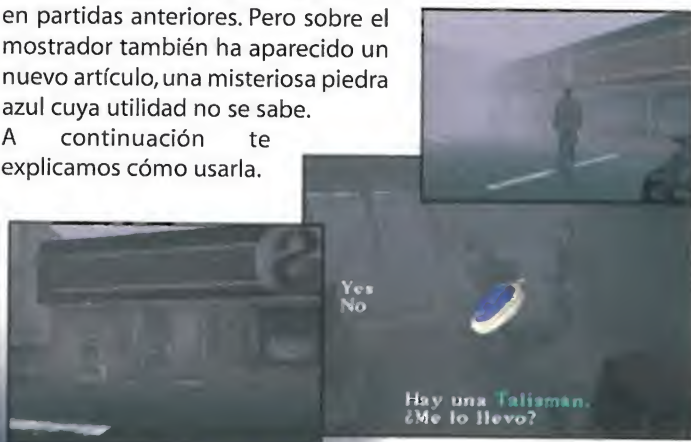 en partidas anteriores. Pero sobre el
mostrador también ha aparecido un
nuevo artículo, una misteriosa piedra
azul cuya utilidad no se sabe.
A continuación te
explicamos cómo usarla.
Yes
No
Hay una Talisman.
¿Me lo llevo?